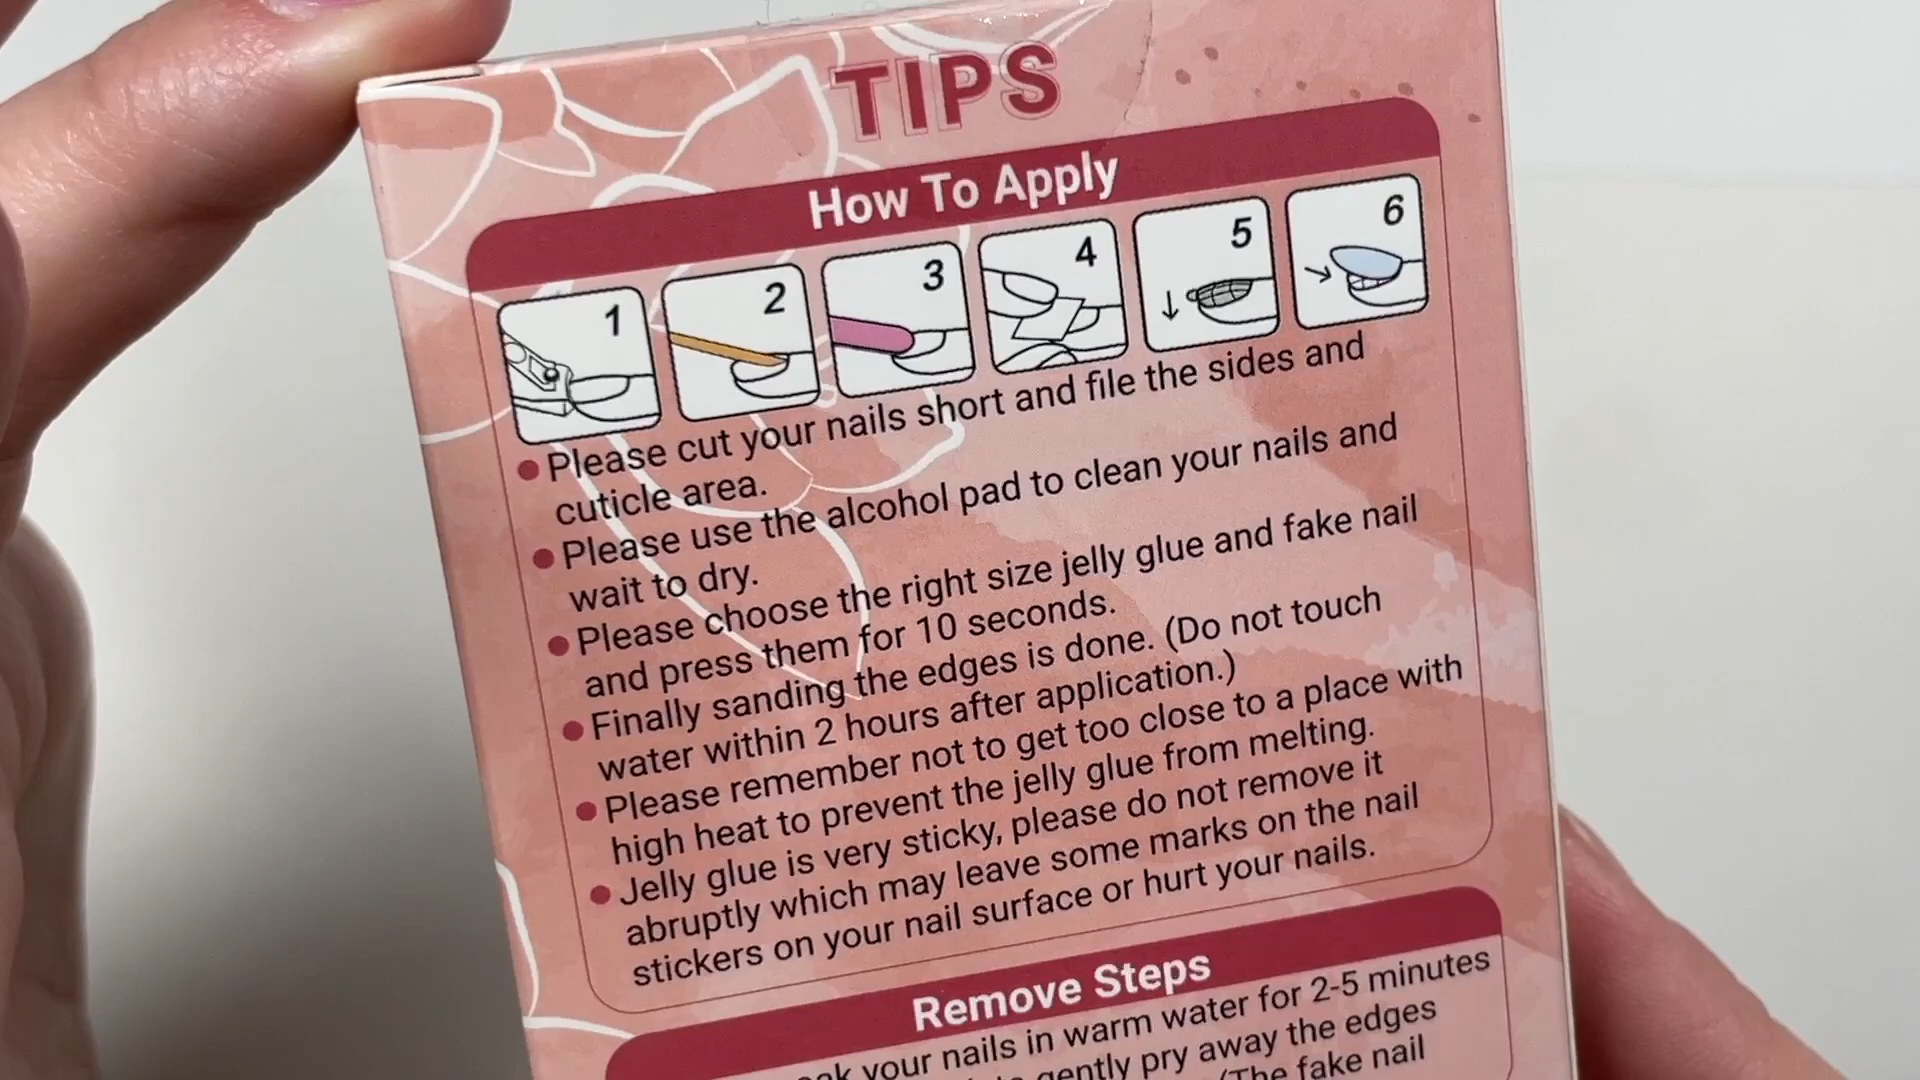 TIPS
How To Apply
1 2 3 4 5 6
● Please cut your nails short and file the sides and
cuticle area.
● Please use the alcohol pad to clean your nails and
wait to dry.
● Please choose the right size jelly glue and fake nail
and press them for 10 seconds.
● Finally sanding the edges is done. (Do not touch
water within 2 hours after application.)
● Please remember not to get too close to a place with
high heat to prevent the jelly glue from melting.
● Jelly glue is very sticky, please do not remove it
abruptly which may leave some marks on the nail
stickers on your nail surface or hurt your nails.
Remove Steps
your nails in warm water for 2-5 minutes
gently pry away the edges
(The fake nail